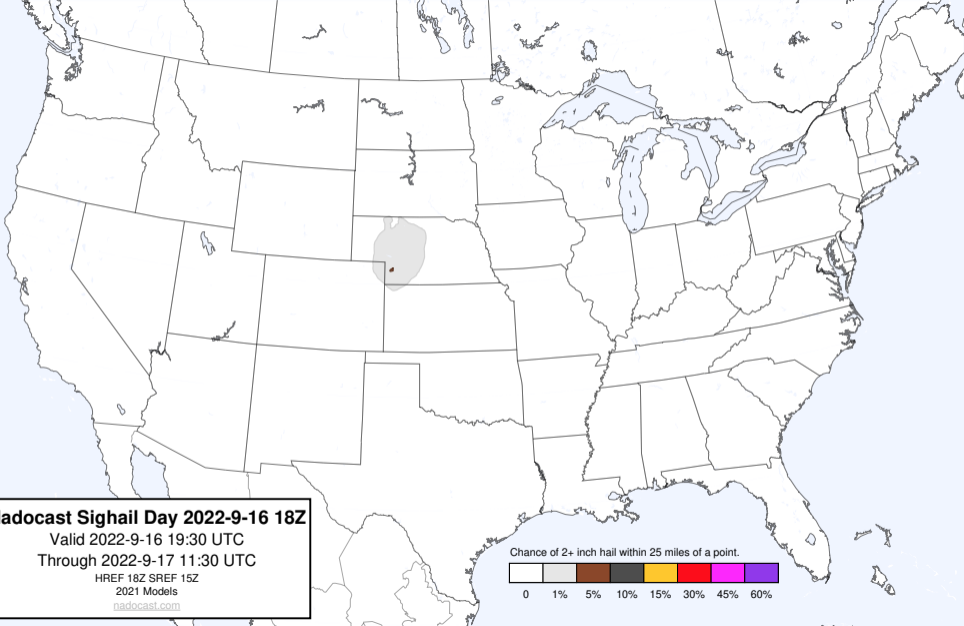 adocast Sighail Day 2022-9-16 18Z
Valid 2022-9-16 19:30 UTC
Through 2022-9-17 11:30 UTC
HREF 18Z SREF 15Z
2021 Models
nadocast.com
Chance of 2+ inch hail within 25 miles of a point.
0 1% 5% 10% 15% 30% 45% 60%